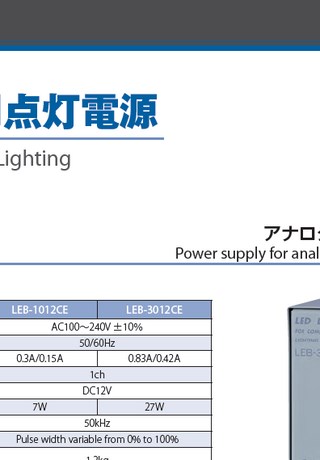 点灯電源
Lighting
アナロ
Power supply for anal
LEB-1012CE LEB-3012CE
AC100～240V ±10%
50/60Hz
0.3A/0.15A 0.83A/0.42A
1ch
DC12V
7W 27W
50kHz
Pulse width variable from 0% to 100%
LED
LEB-3